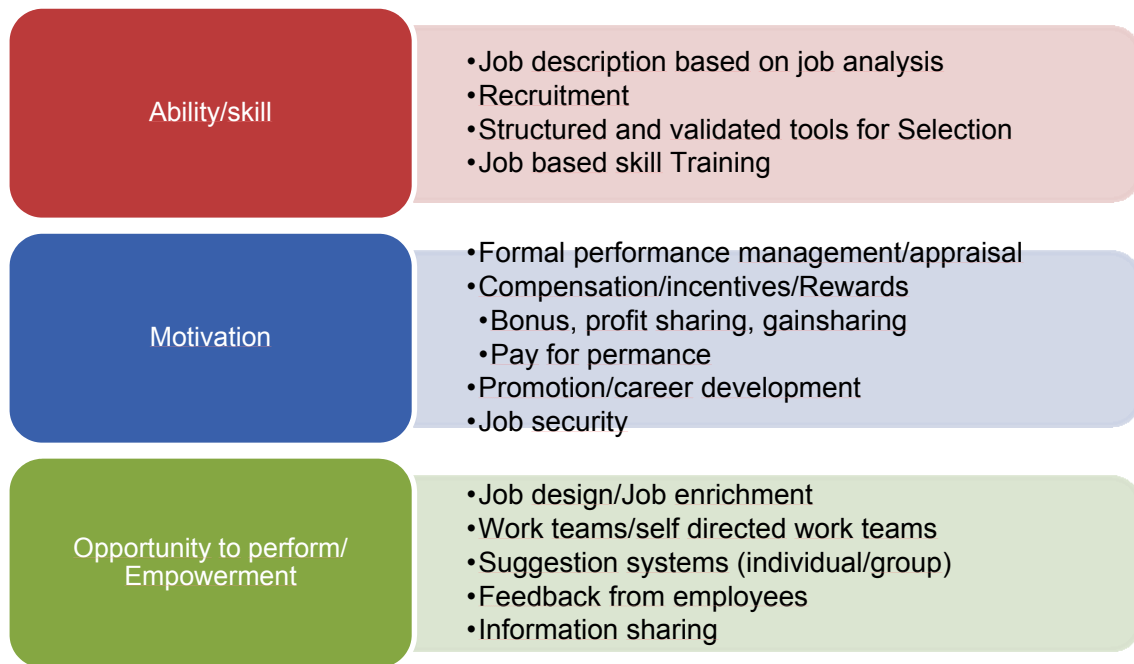 Ability/skill
•Job description based on job analysis
•Recruitment
•Structured and validated tools for Selection
•Job based skill Training
Motivation
•Formal performance management/appraisal
•Compensation/incentives/Rewards
•Bonus, profit sharing, gainsharing
•Pay for permance
•Promotion/career development
•Job security
Opportunity to perform/
Empowerment
•Job design/Job enrichment
•Work teams/self directed work teams
•Suggestion systems (individual/group)
•Feedback from employees
•Information sharing